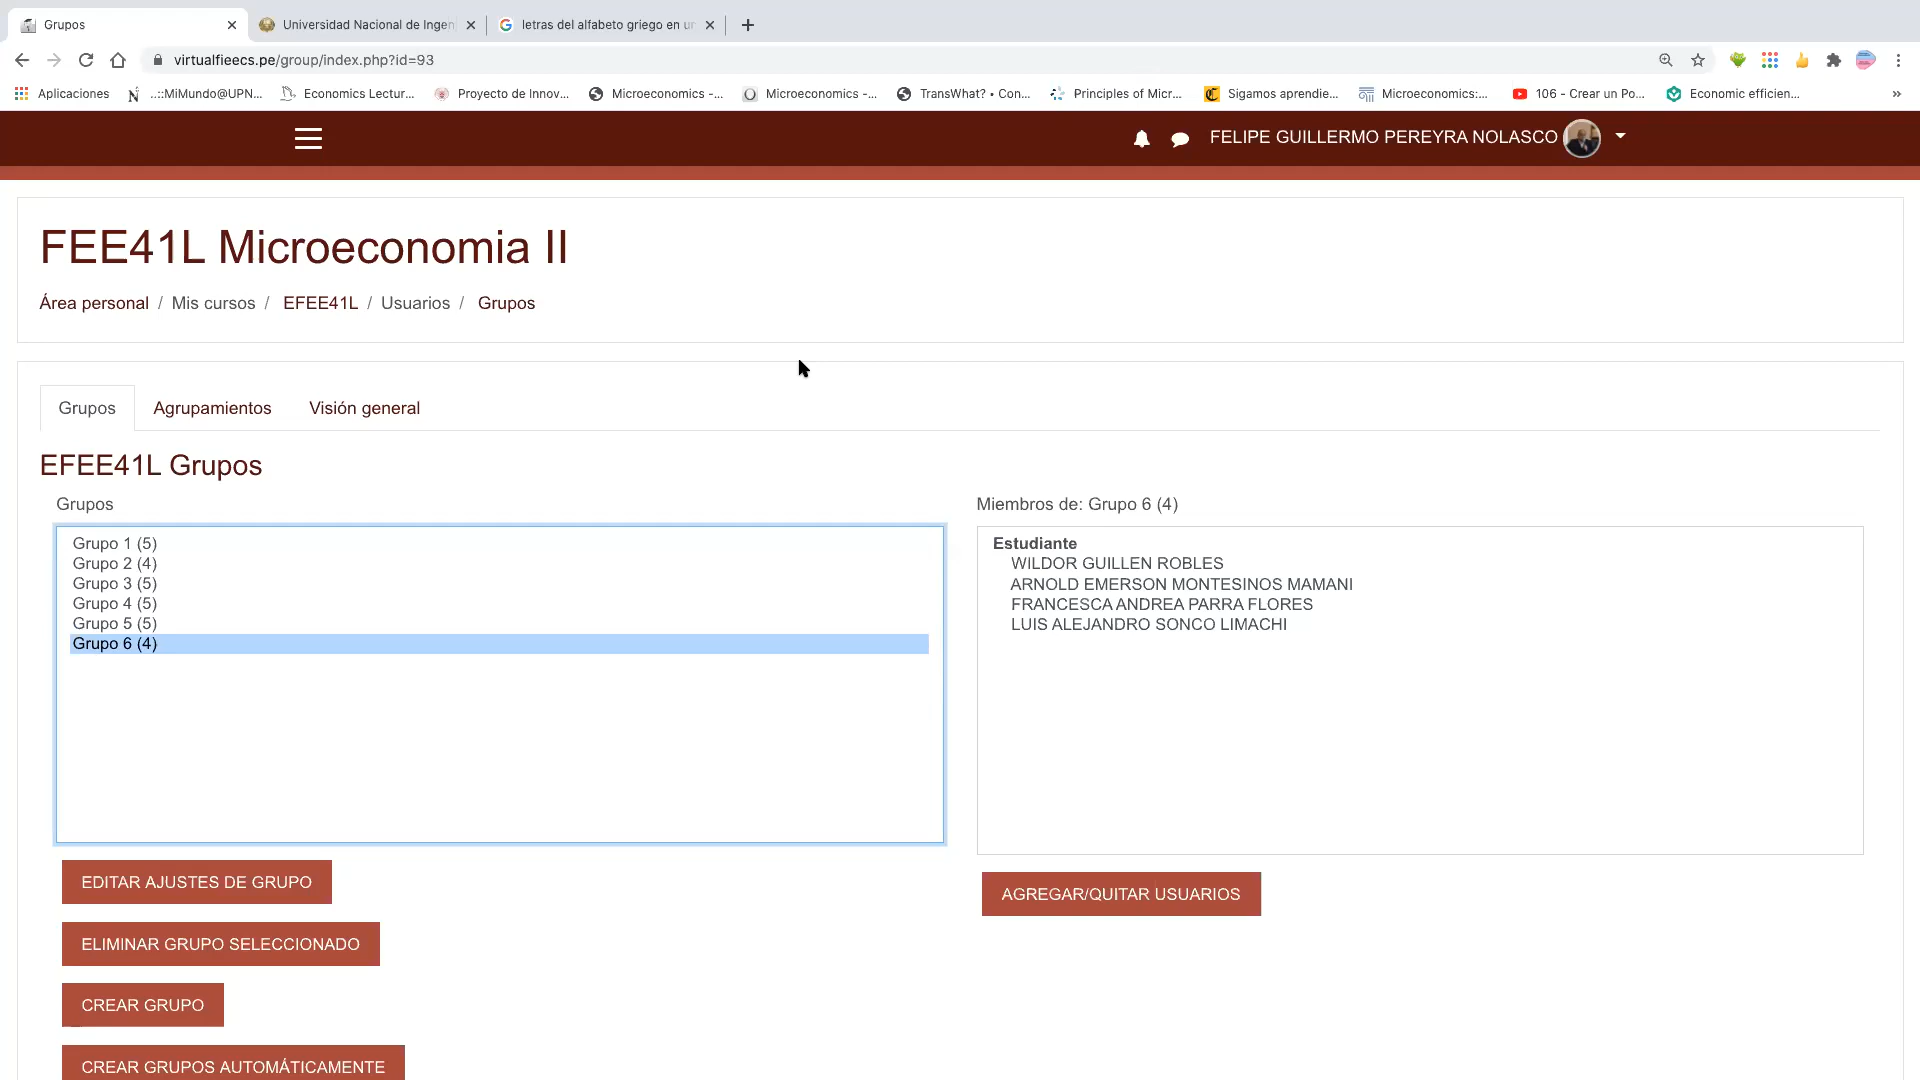 Grupos
Universidad Nacional de Ingen
letras del alfabeto griego en un
virtualfieecs.pe/group/index.php?id=93
Aplicaciones
..::MiMundo@UPN...
Economics Lectur...
Proyecto de Innov...
Microeconomics -...
Microeconomics -...
TransWhat? • Con...
Principles of Micr...
Sigamos aprendie...
Microeconomics:...
106 - Crear un Po...
Economic efficien...
»
FELIPE GUILLERMO PEREYRA NOLASCO
FEE41L Microeconomia II
Área personal / Mis cursos / EFEE41L / Usuarios / Grupos
Grupos
Agrupamientos
Visión general
EFEE41L Grupos
Grupos
Grupo 1 (5)
Grupo 2 (4)
Grupo 3 (5)
Grupo 4 (5)
Grupo 5 (5)
Grupo 6 (4)
EDITAR AJUSTES DE GRUPO
ELIMINAR GRUPO SELECCIONADO
CREAR GRUPO
CREAR GRUPOS AUTOMÁTICAMENTE
Miembros de: Grupo 6 (4)
Estudiante
WILDOR GUILLEN ROBLES
ARNOLD EMERSON MONTESINOS MAMANI
FRANCESCA ANDREA PARRA FLORES
LUIS ALEJANDRO SONCO LIMACHI
AGREGAR/QUITAR USUARIOS